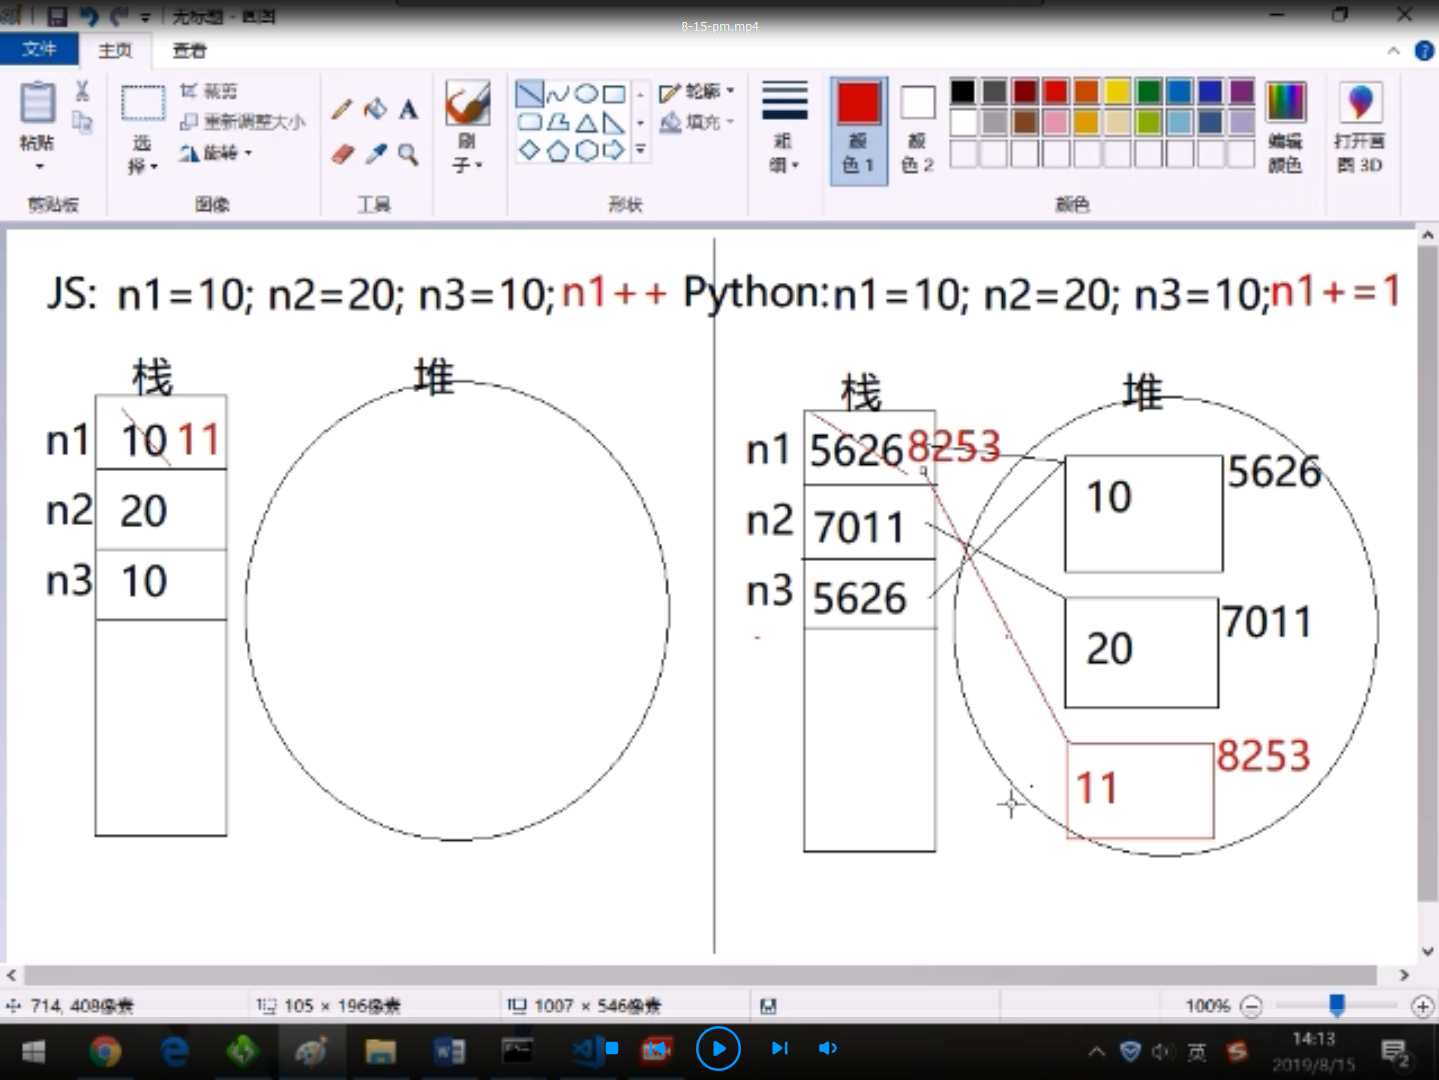 无标题 - 画图
8-15-pm.mp4
文件 主页 查看
粘贴
选择
裁剪
重新调整大小
旋转
A
刷子
轮廓
填充
粗细
颜色 1
颜色 2
编辑颜色
打开画图 3D
剪贴板 图像 工具 形状 颜色
JS: n1=10; n2=20; n3=10; n1++ Python: n1=10; n2=20; n3=10; n1+=1
栈 堆
n1 10 11
n2 20
n3 10
栈 堆
n1 5626 8253
n2 7011
n3 5626
10 5626
20 7011
11 8253
714, 408像素 105 × 196像素 1007 × 546像素 100%
英
14:13
2019/8/15
2